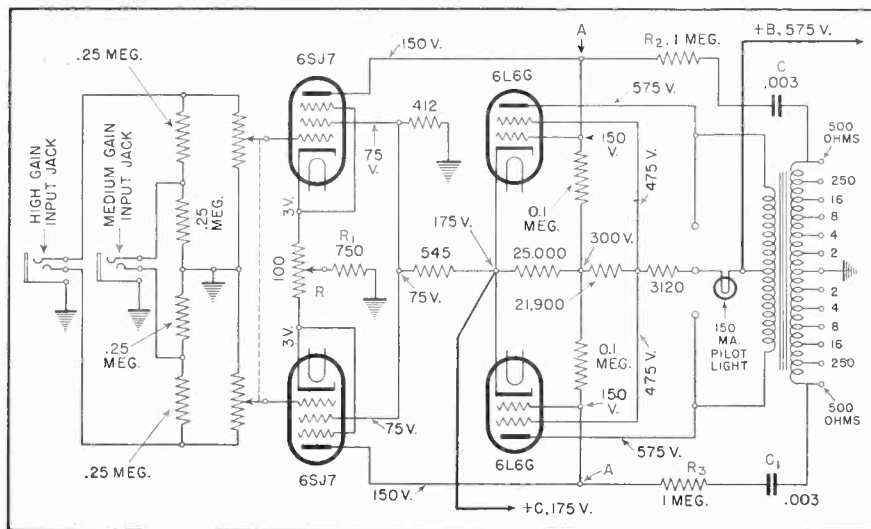 .25 MEG.
HIGH GAIN
INPUT JACK
MEDIUM GAIN
INPUT JACK
.25
MEG.
.25
MEG.
.25 MEG.
6SJ7
150 V.
412
75
V.
3V.
100
R
R1
750
3V.
545
75 V.
175 V.
75 V.
6SJ7
150 V.
A
6L6G
575 V.
150
V.
0.1
MEG.
475 V.
25.000
300 V.
21,900
3120
0.1
MEG.
475 V.
150
V.
6L6G
575 V.
A
+C, 175 V.
R2 .1 MEG.
+B, 575 V.
C
.003
500
OHMS
250
16
8
4
2
2
4
8
16
250
500
OHMS
150
MA.
PILOT
LIGHT
R3
1 MEG.
C1
.003